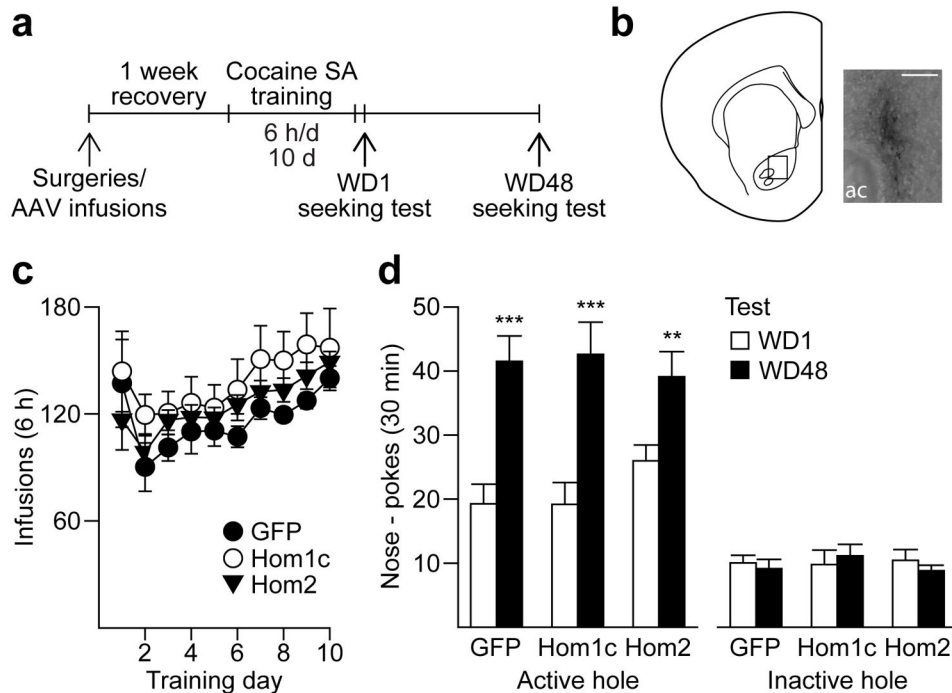 a
1 week
recovery
Cocaine SA
training
6 h/d
10 d
Surgeries/
AAV infusions
WD1
seeking test
WD48
seeking test
b
ac
c
Infusions (6 h)
180
120
60
GFP
Hom1c
Hom2
2 4 6 8 10
Training day
d
Nose - pokes (30 min)
50
40
30
20
10
*** *** **
Test
WD1
WD48
GFP Hom1c Hom2
Active hole
GFP Hom1c Hom2
Inactive hole